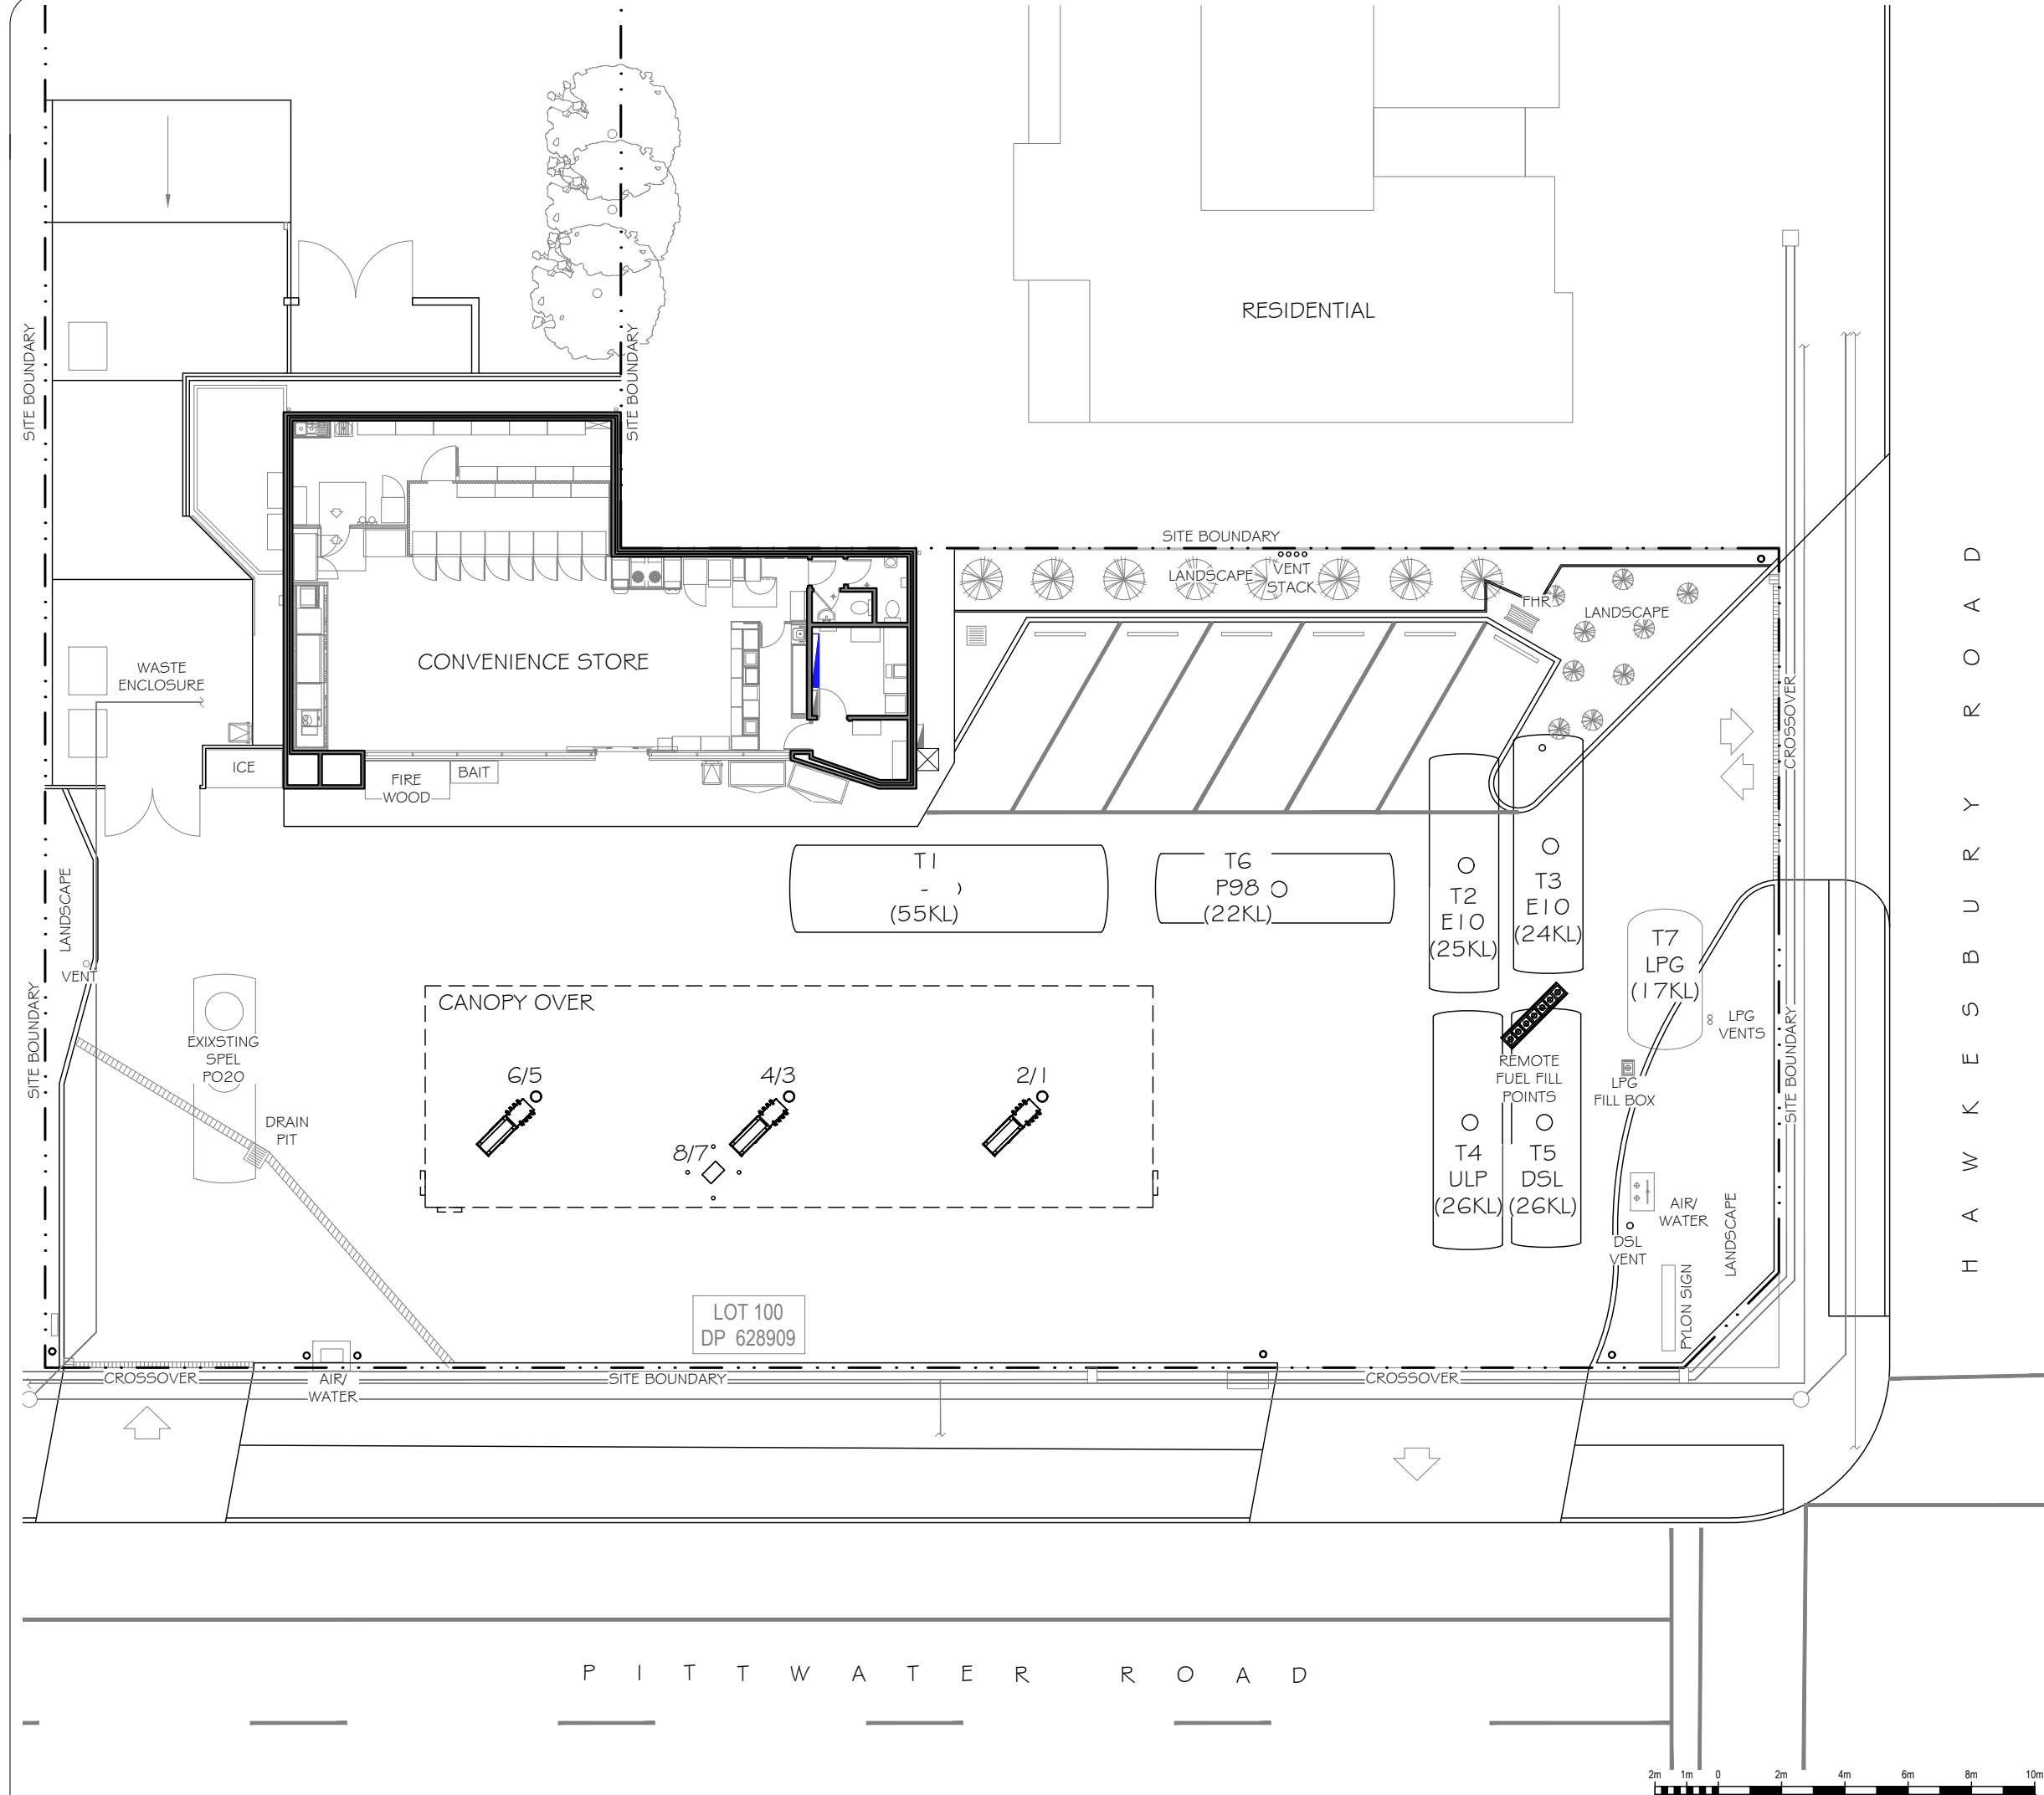 RESIDENTIAL
SITE BOUNDARY
SITE BOUNDARY
SITE BOUNDARY
LANDSCAPE
VENT
STACK
FHR
LANDSCAPE
CONVENIENCE STORE
WASTE
ENCLOSURE
ICE
FIRE
WOOD
BAIT
CROSSOVER
HAWKESBURY ROAD
T1
-
(55KL)
T6
P98
(22KL)
T2
E10
(25KL)
T3
E10
(24KL)
T7
LPG
(17KL)
LANDSCAPE
VENT
SITE BOUNDARY
CANOPY OVER
EXIXSTING
SPEL
PO20
DRAIN
PIT
6/5
4/3
2/1
8/7
REMOTE
FUEL FILL
POINTS
LPG
VENTS
LPG
FILL BOX
SITE BOUNDARY
T4
ULP
(26KL)
T5
DSL
(26KL)
AIR/
WATER
DSL
VENT
LANDSCAPE
PYLON SIGN
LOT 100
DP 628909
CROSSOVER
AIR/
WATER
SITE BOUNDARY
CROSSOVER
PITTWATER ROAD
2m 1m 0 2m 4m 6m 8m 10m